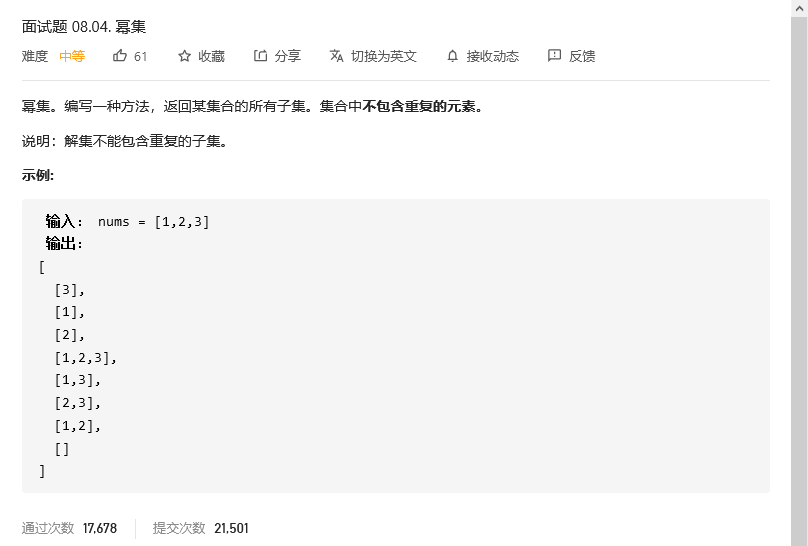 面试题 08.04. 幂集
难度 中等 61 收藏 分享 切换为英文 接收动态 反馈
幂集。编写一种方法，返回某集合的所有子集。集合中不包含重复的元素。
说明：解集不能包含重复的子集。
示例:
输入： nums = [1,2,3]
输出：
[
[3],
[1],
[2],
[1,2,3],
[1,3],
[2,3],
[1,2],
[]
]
通过次数 17,678 提交次数 21,501